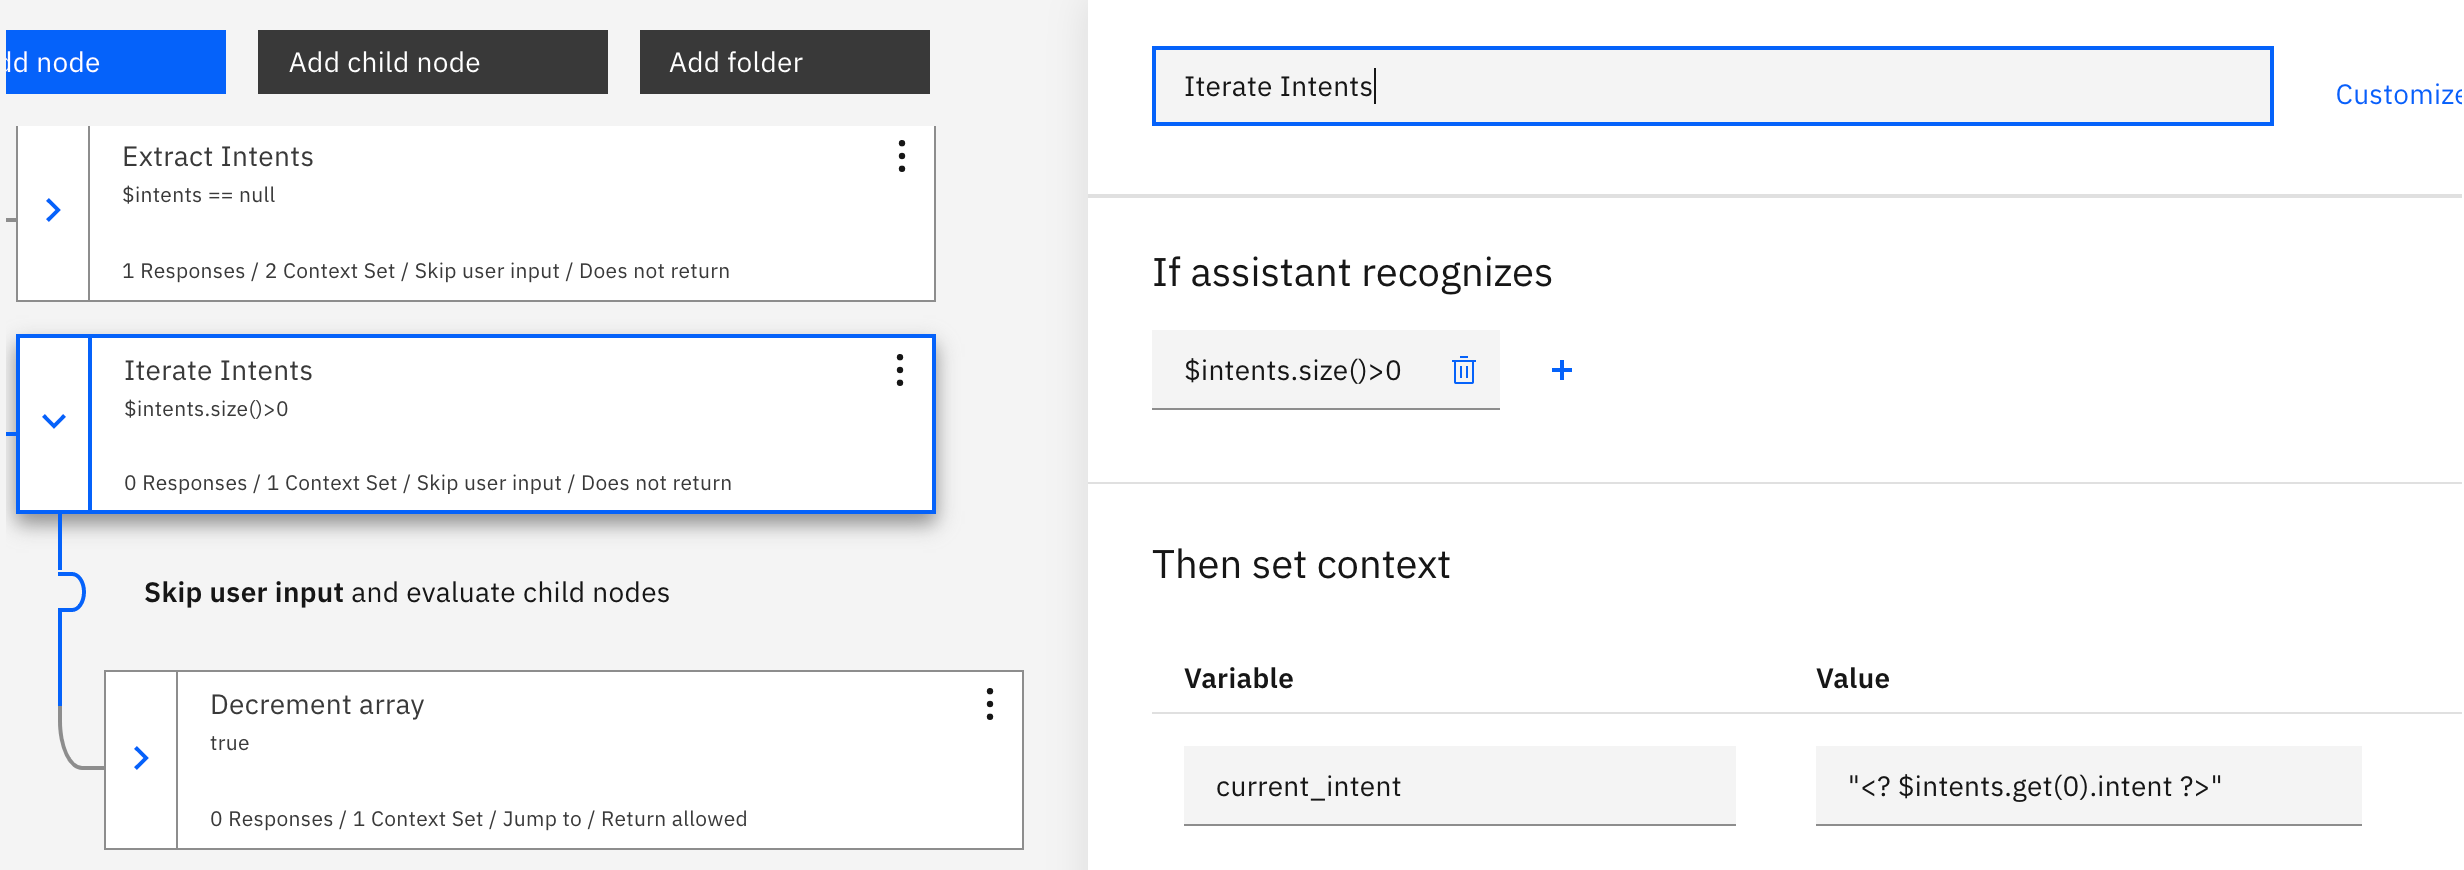 dd node
Add child node
Add folder
Extract Intents
$intents == null
1 Responses / 2 Context Set / Skip user input / Does not return
Iterate Intents
$intents.size()>0
0 Responses / 1 Context Set / Skip user input / Does not return
Skip user input and evaluate child nodes
Decrement array
true
0 Responses / 1 Context Set / Jump to / Return allowed
Iterate Intents
Customize
If assistant recognizes
$intents.size()>0
Then set context
Variable
Value
current_intent
"<? $intents.get(0).intent ?>"